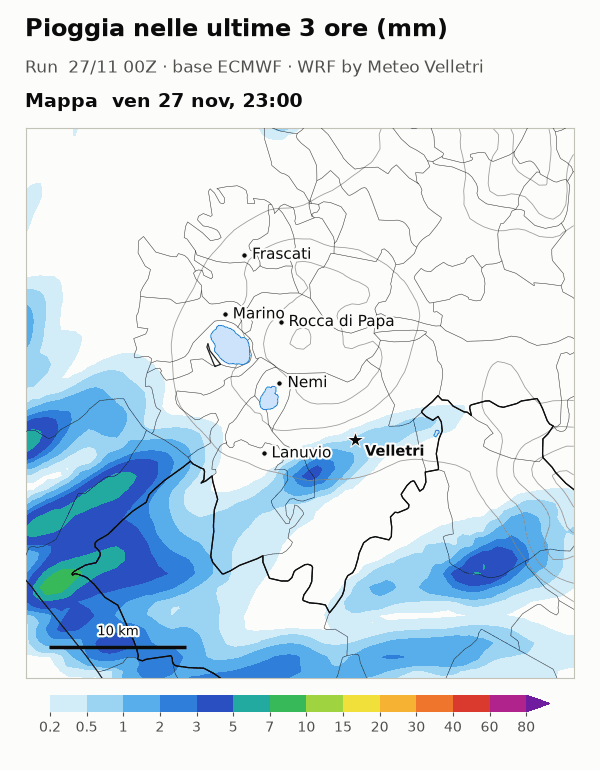 Pioggia nelle ultime 3 ore (mm)
Run  27/11 00Z · base ECMWF · WRF by Meteo Velletri
Mappa  ven 27 nov, 23:00
Frascati
Marino
Rocca di Papa
Nemi
Velletri
Lanuvio
10 km
0.2 0.5 1 2 3 5 7 10 15 20 30 40 60 80